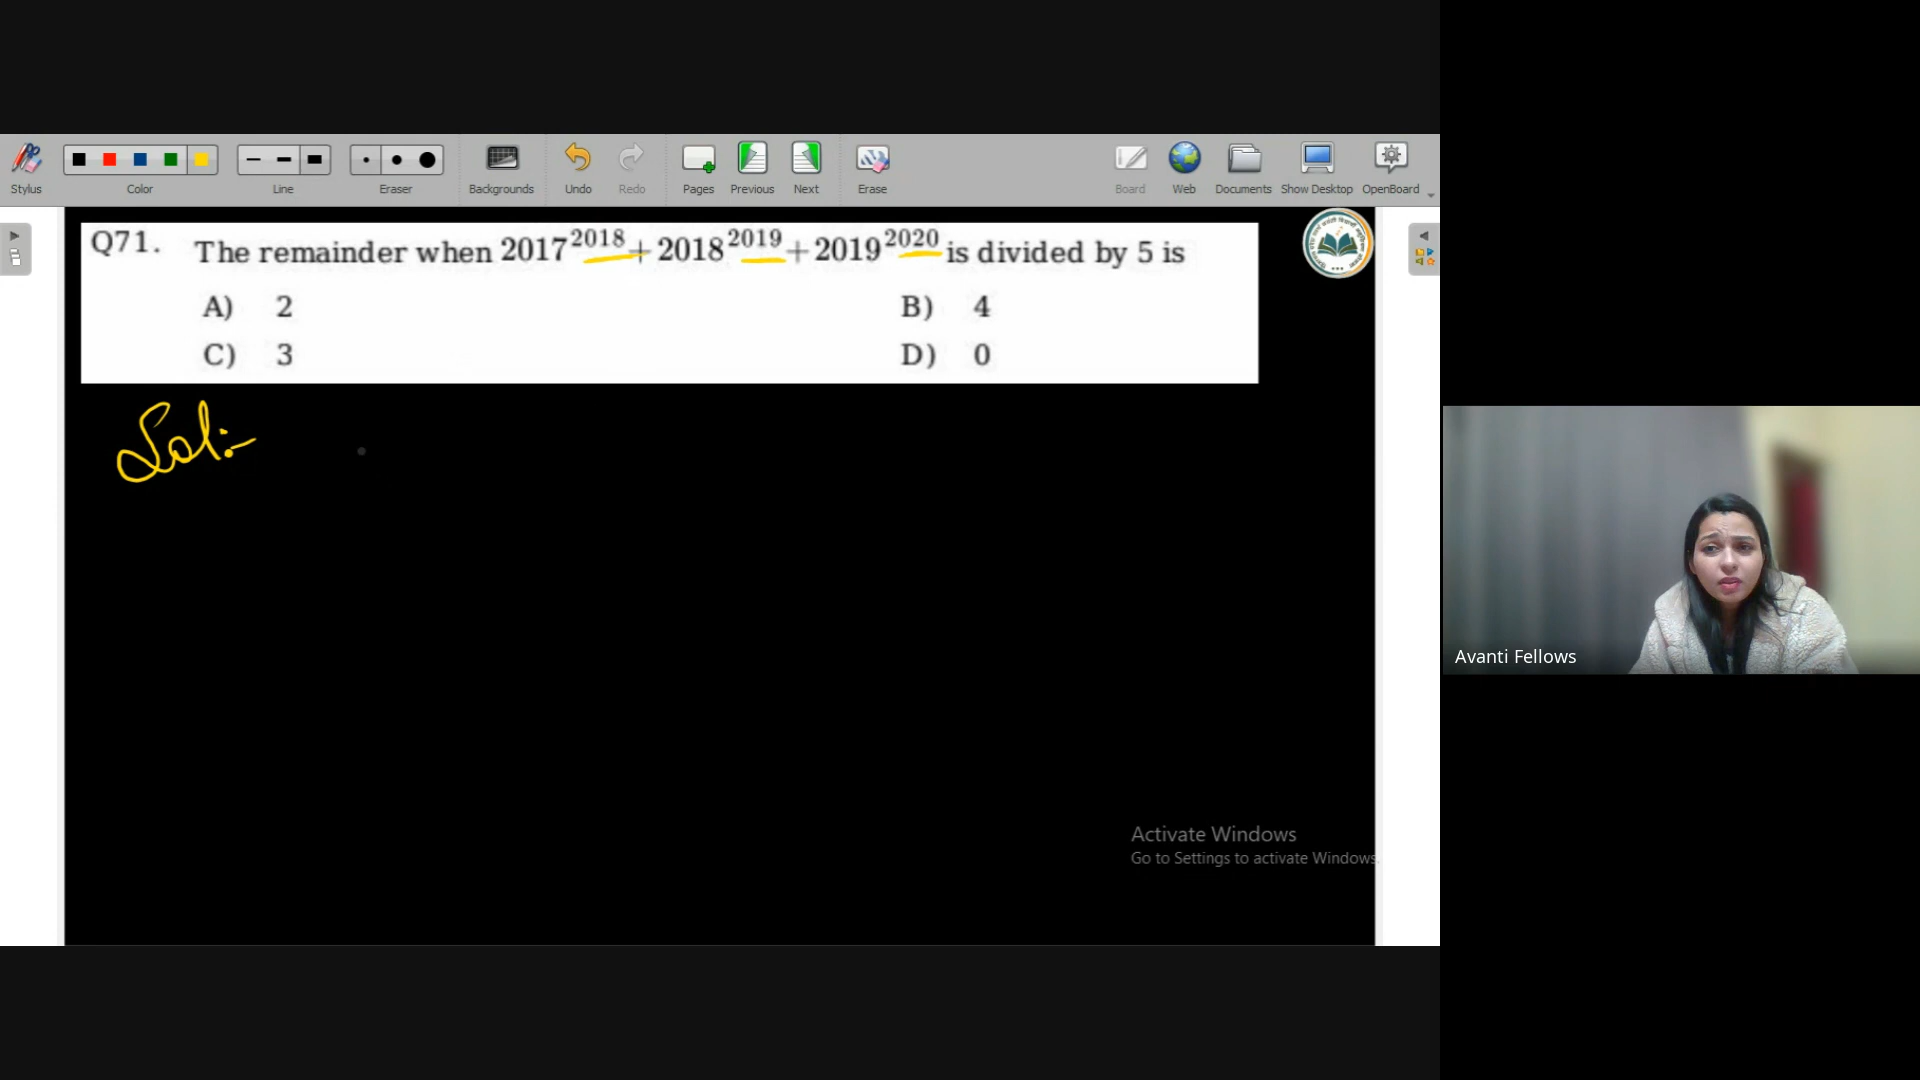 Stylus Color Line Eraser Backgrounds Undo Redo Pages Previous Next Erase Board Web Documents Show Desktop OpenBoard
Q71. The remainder when 2017^2018 + 2018^2019 + 2019^2020 is divided by 5 is
A) 2 B) 4
C) 3 D) 0
Sol:-
Avanti Fellows
Activate Windows
Go to Settings to activate Windows.